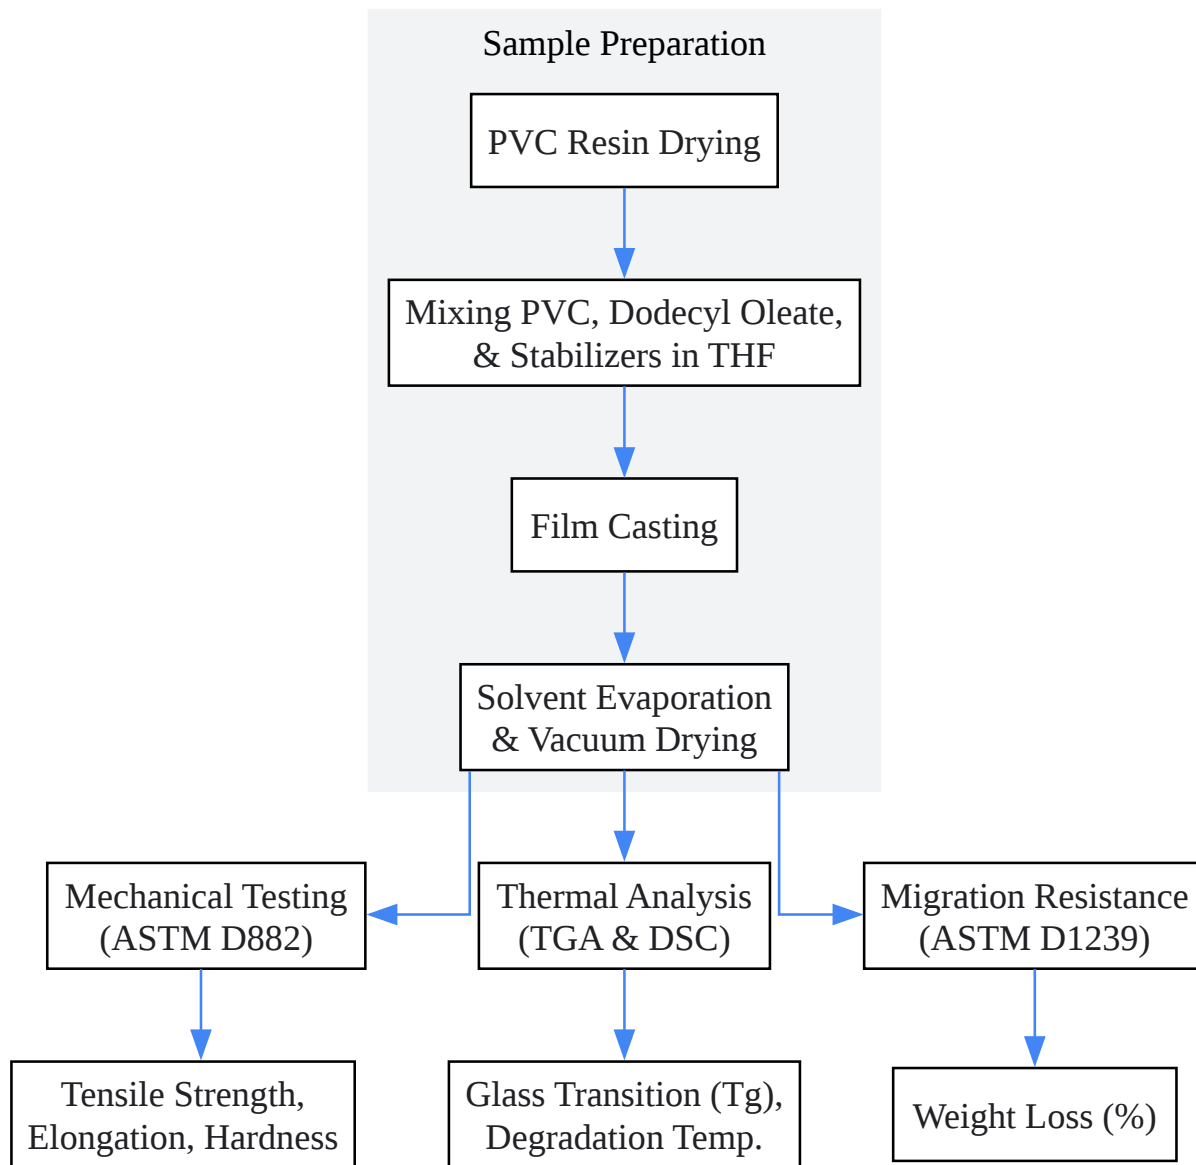 Sample Preparation
PVC Resin Drying
Mixing PVC, Dodecyl Oleate,
& Stabilizers in THF
Film Casting
Solvent Evaporation
& Vacuum Drying
Mechanical Testing
(ASTM D882)
Thermal Analysis
(TGA & DSC)
Migration Resistance
(ASTM D1239)
Tensile Strength,
Elongation, Hardness
Glass Transition (Tg),
Degradation Temp.
Weight Loss (%)